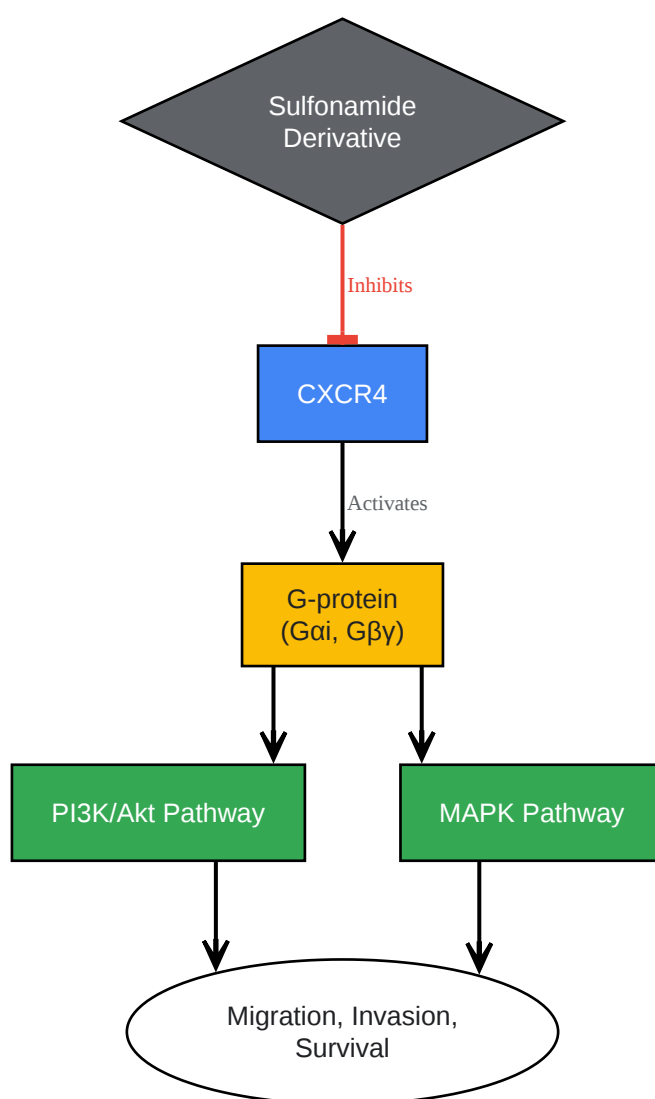 Sulfonamide
Derivative
Inhibits
CXCR4
Activates
G-protein
(Gαi, Gβγ)
PI3K/Akt Pathway
MAPK Pathway
Migration, Invasion,
Survival